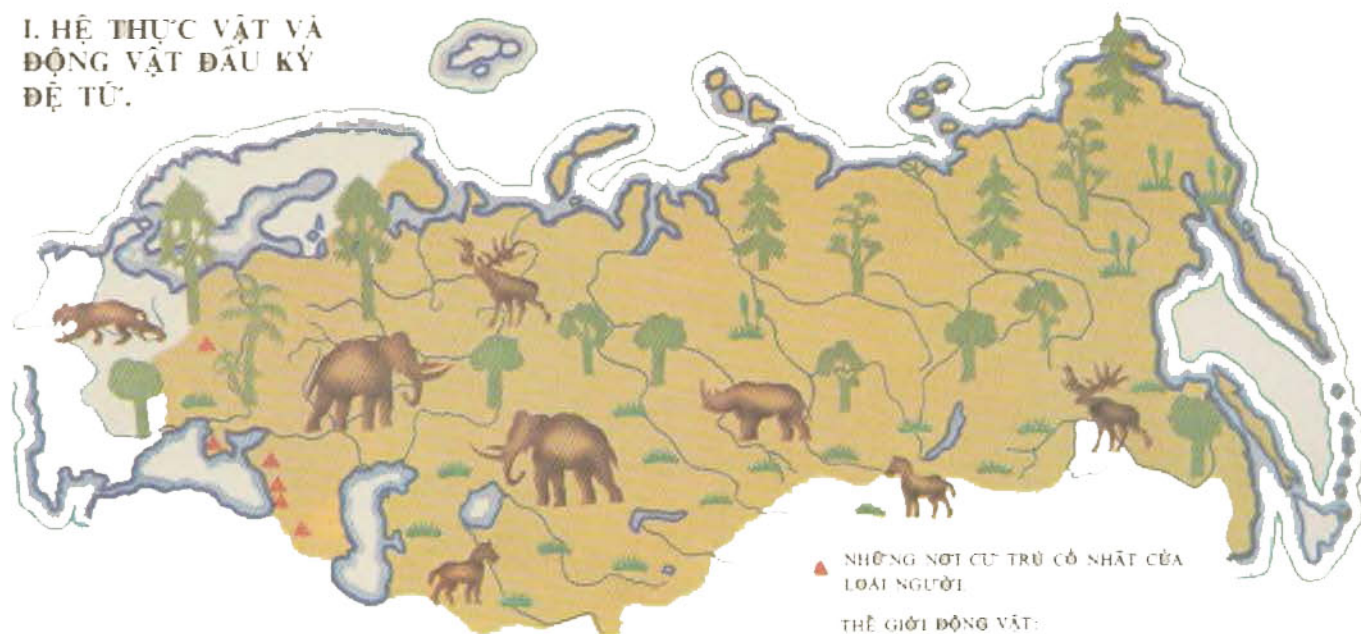 I. HỆ THỰC VẬT VÀ
ĐỘNG VẬT ĐẦU KỶ
ĐỆ TỨ.
NHỮNG NƠI CƯ TRÚ CỔ NHẤT CỦA
LOÀI NGƯỜI
THẾ GIỚI ĐỘNG VẬT: